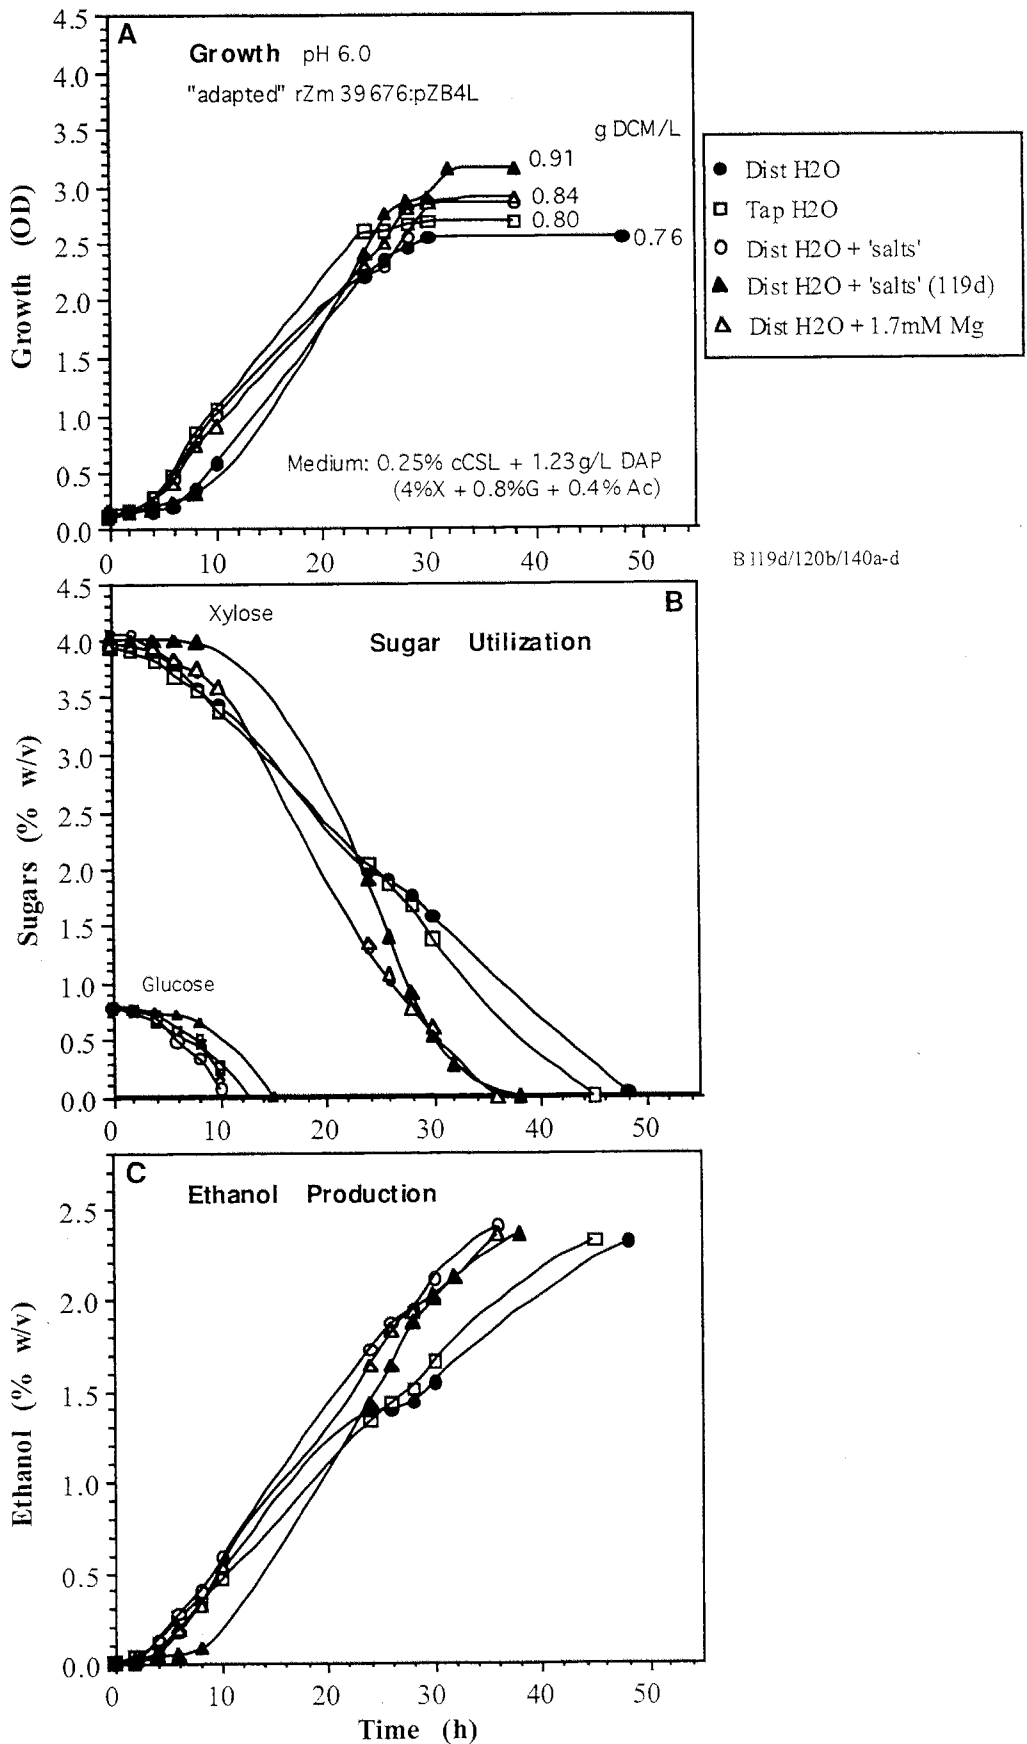 A
Growth pH 6.0
"adapted" rZm 39676:pZB4L
g DCM/L
0.91
0.84
0.80
0.76
Medium: 0.25% cCSL + 1.23g/L DAP
(4%X + 0.8%G + 0.4% Ac)
Growth (OD)
4.5
4.0
3.5
3.0
2.5
2.0
1.5
1.0
0.5
0.0
0 10 20 30 40 50
Dist H2O
Tap H2O
Dist H2O + 'salts'
Dist H2O + 'salts' (119d)
Dist H2O + 1.7mM Mg
B119d/120b/140a-d
B
Xylose
Sugar Utilization
Glucose
Sugars (% w/v)
4.5
4.0
3.5
3.0
2.5
2.0
1.5
1.0
0.5
0.0
0 10 20 30 40 50
C
Ethanol Production
Ethanol (% w/v)
2.5
2.0
1.5
1.0
0.5
0.0
0 10 20 30 40 50
Time (h)